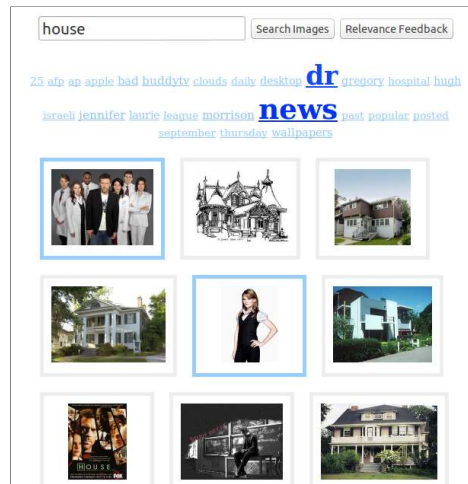 house Search Images Relevance Feedback
25 afp ap apple bad buddytv clouds daily desktop dr gregory hospital hugh
israeli jennifer laurie league morrison news past popular posted
september thursday wallpapers
HOUSE
FOX